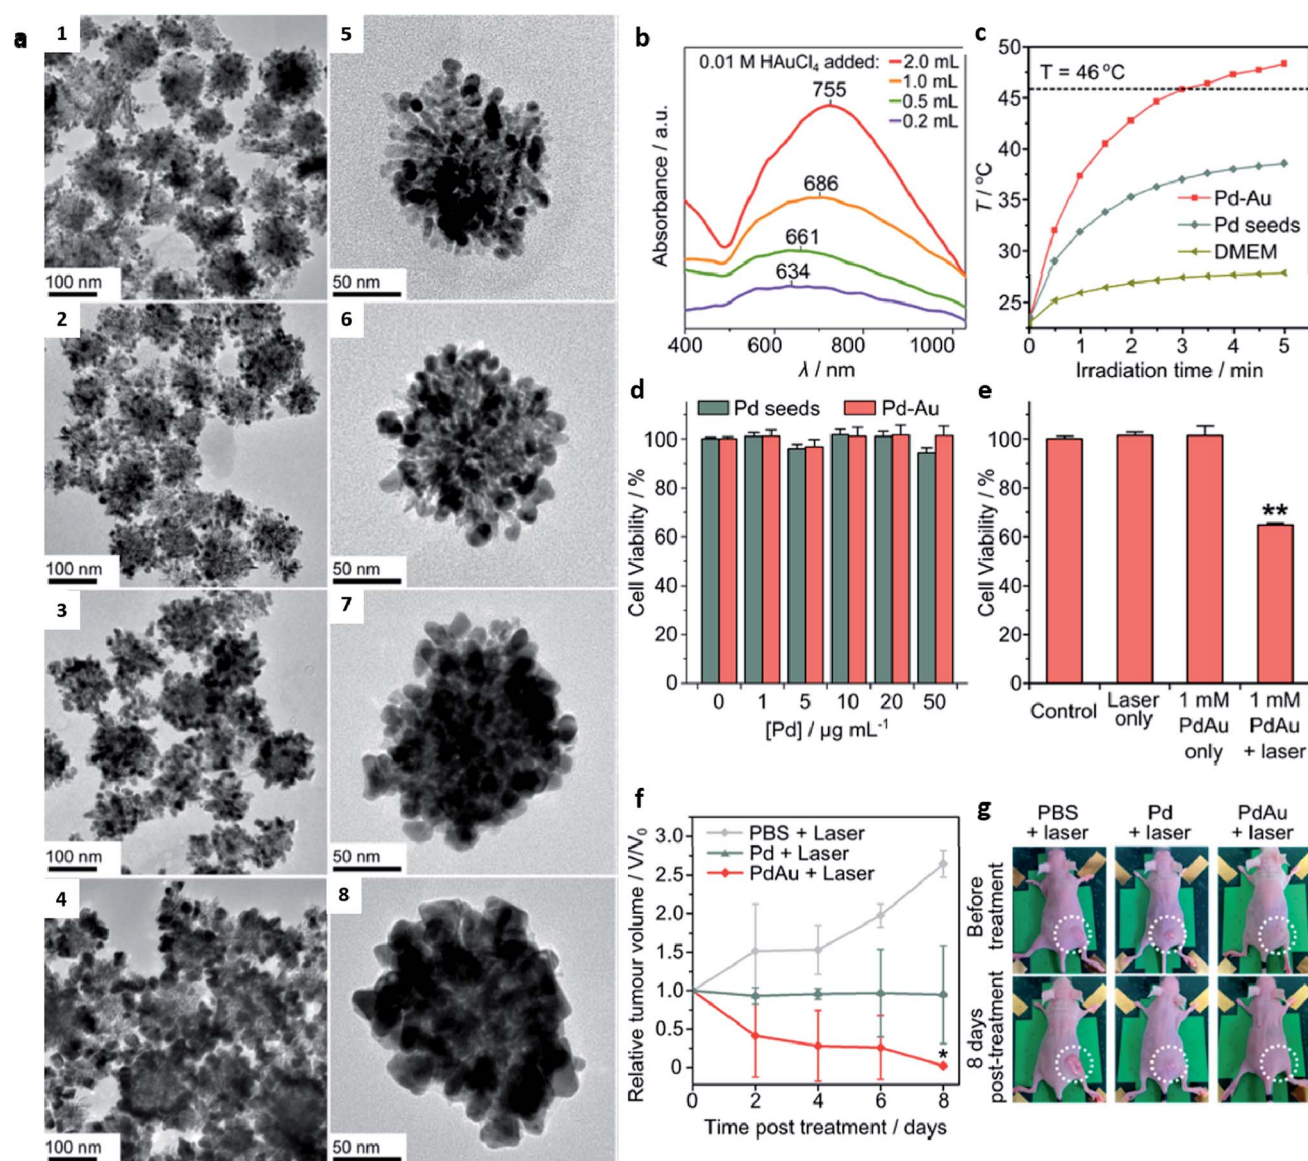 a
1
100 nm
5
50 nm
2
100 nm
6
50 nm
3
100 nm
7
50 nm
4
100 nm
8
50 nm
b
0.01 M HAuCl4 added:
2.0 mL
1.0 mL
0.5 mL
0.2 mL
755
686
661
634
Absorbance / a.u.
400 600 800 1000
λ / nm
c
T = 46 °C
50
45
40
35
30
25
T / °C
Pd-Au
Pd seeds
DMEM
0 1 2 3 4 5
Irradiation time / min
d
Pd seeds Pd-Au
100
80
60
40
20
0
Cell Viability / %
0 1 5 10 20 50
[Pd] / µg mL-1
e
100
80
60
40
20
0
Cell Viability / %
**
Control
Laser
only
1 mM
PdAu
only
1 mM
PdAu
+ laser
f
PBS + Laser
Pd + Laser
PdAu + Laser
3.0
2.5
2.0
1.5
1.0
0.5
0
Relative tumour volume / V/V0
*
0 2 4 6 8
Time post treatment / days
g
PBS
+ laser
Pd
+ laser
PdAu
+ laser
Before
treatment
8 days
post-treatment